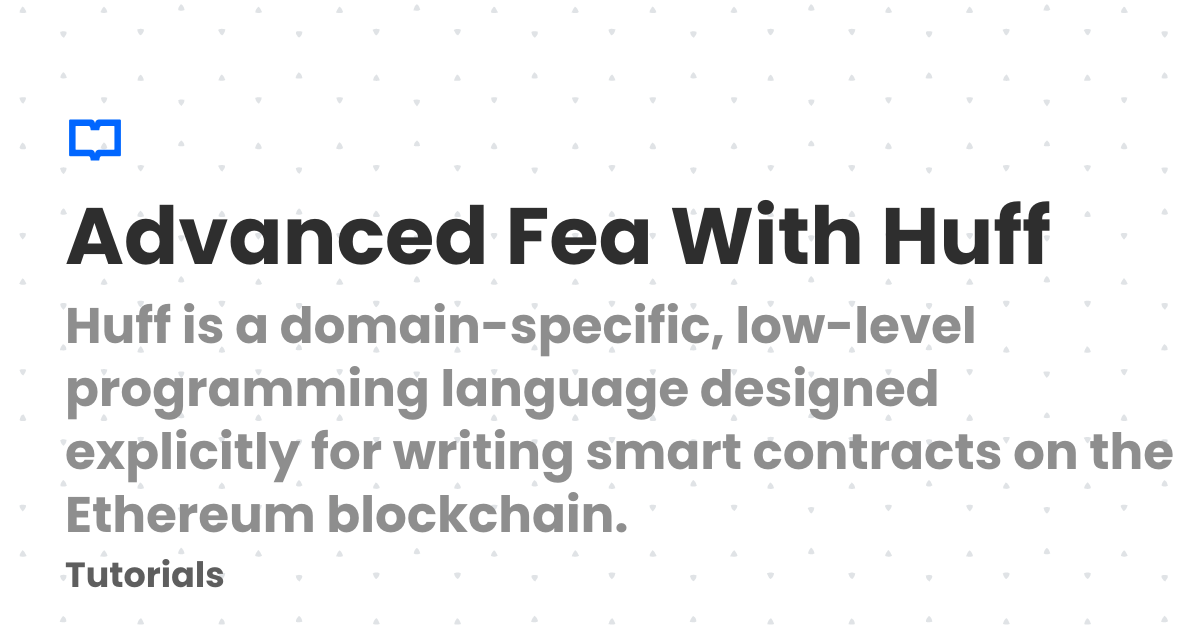 Advanced Fea With Huff
Huff is a domain-specific, low-level
programming language designed
explicitly for writing smart contracts on the
Ethereum blockchain.
Tutorials